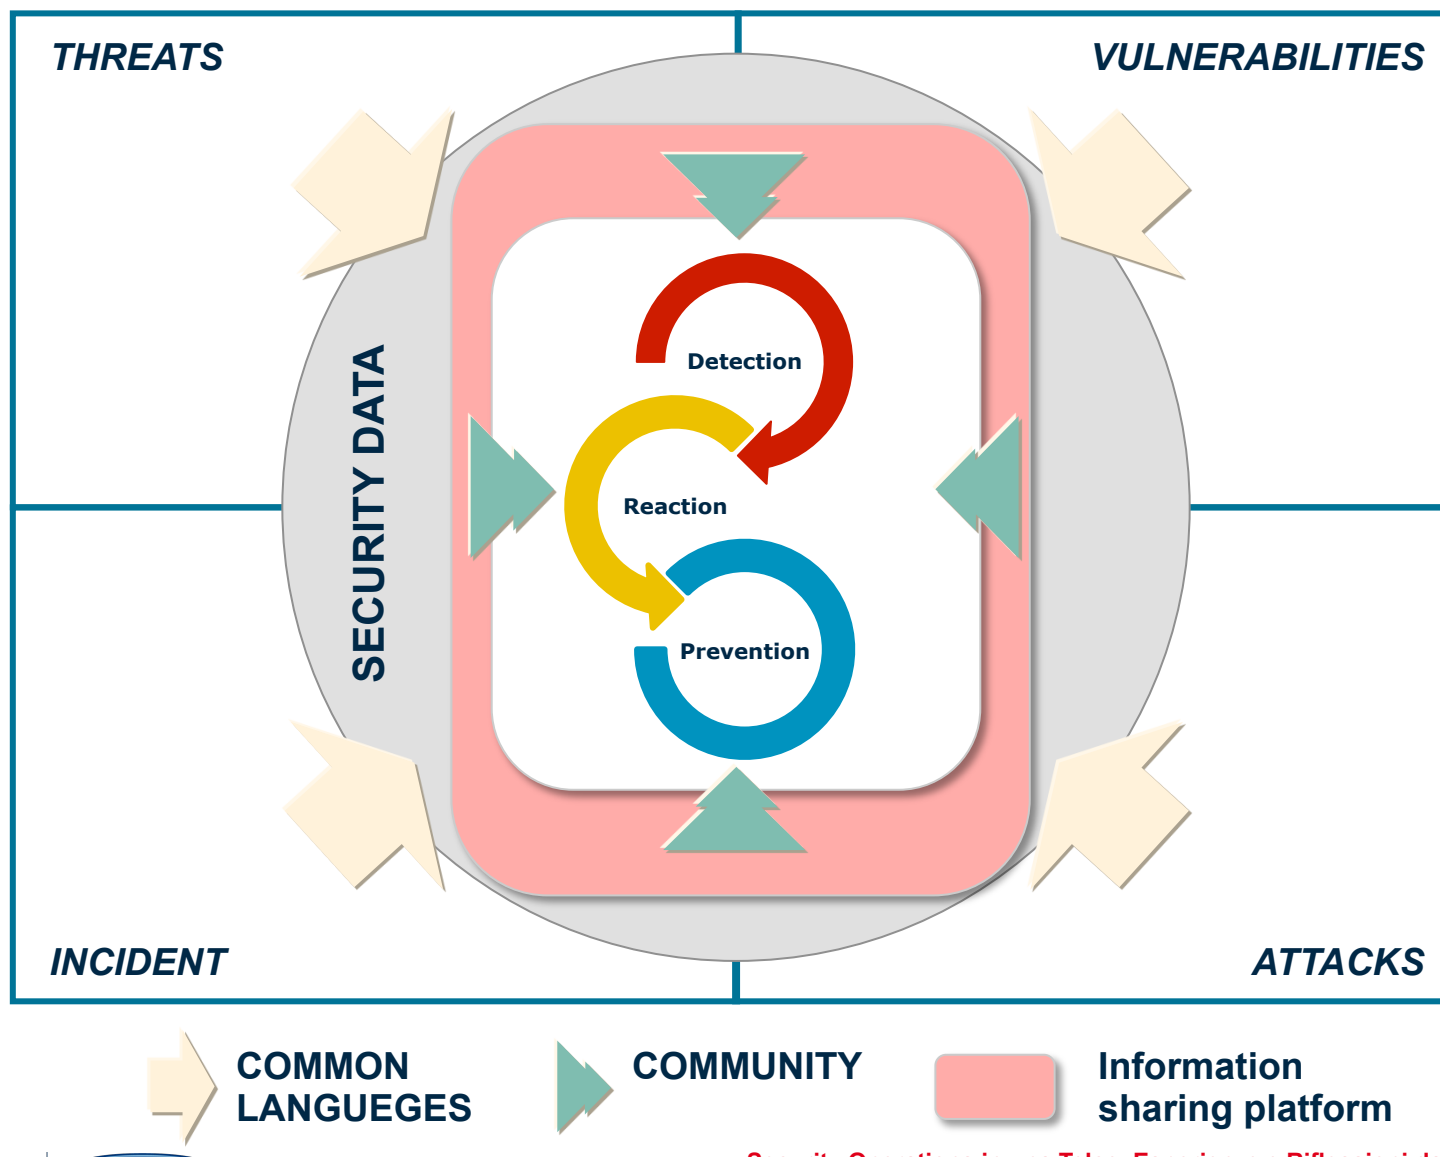 THREATS
VULNERABILITIES
Detection
SECURITY DATA
Reaction
Prevention
INCIDENT
ATTACKS
COMMON
LANGUEGES
COMMUNITY
Information
sharing platform